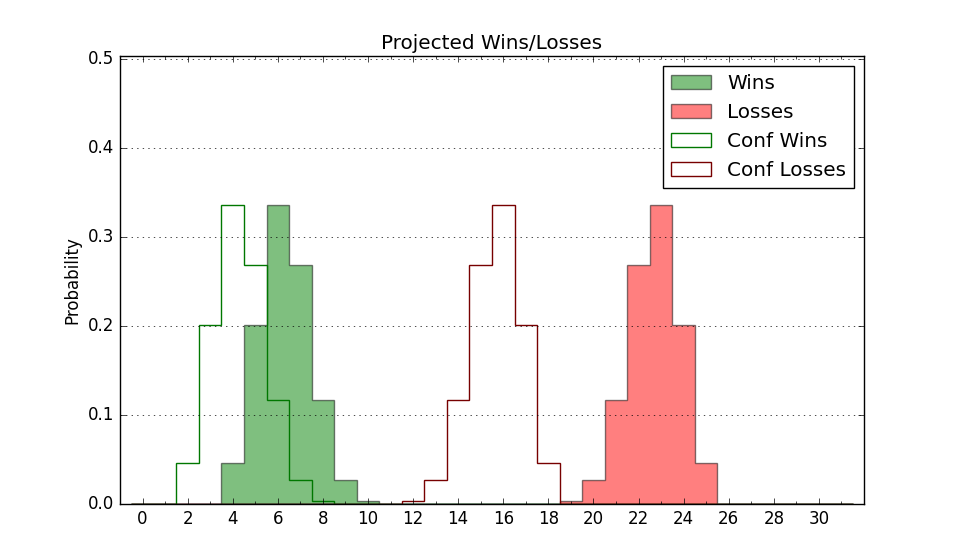 Projected Wins/Losses
Probability
0.5
0.4
0.3
0.2
0.1
0.0
0 2 4 6 8 10 12 14 16 18 20 22 24 26 28 30
Wins
Losses
Conf Wins
Conf Losses